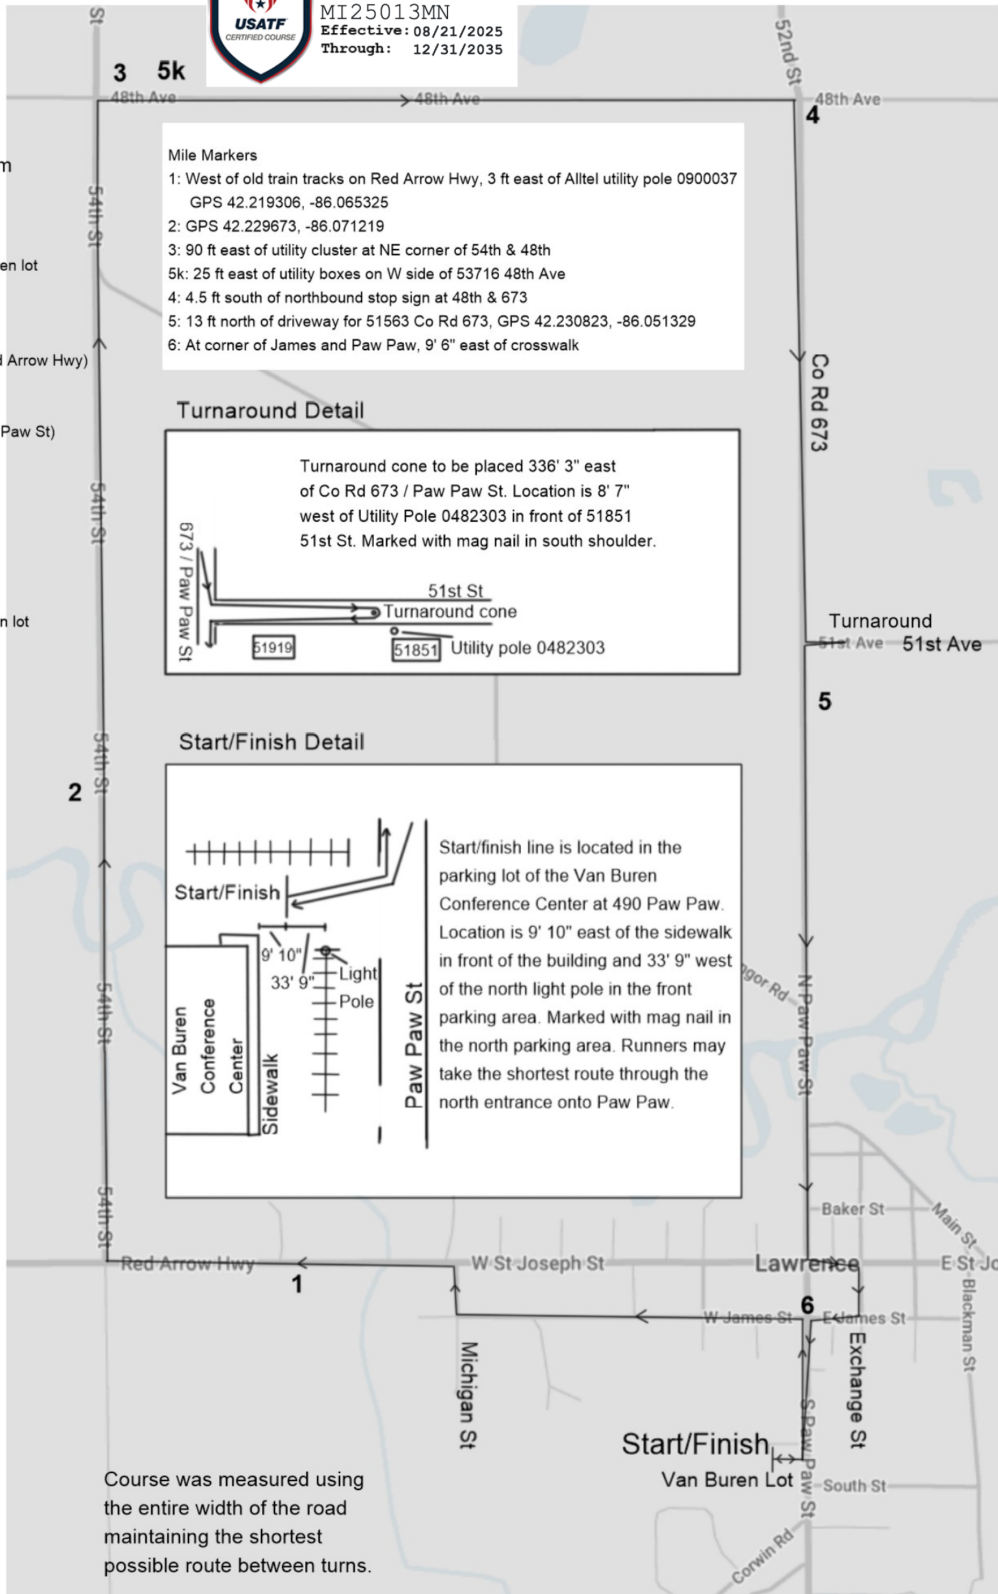 USATF
CERTIFIED COURSE
MI25013MN
Effective: 08/21/2025
Through: 12/31/2035
St
52nd St
3 5k
48th Ave
48th Ave
48th Ave
4
m
en lot
Arrow Hwy)
Paw St)
n lot
Mile Markers
1: West of old train tracks on Red Arrow Hwy, 3 ft east of Alltel utility pole 0900037
GPS 42.219306, -86.065325
2: GPS 42.229673, -86.071219
3: 90 ft east of utility cluster at NE corner of 54th & 48th
5k: 25 ft east of utility boxes on W side of 53716 48th Ave
4: 4.5 ft south of northbound stop sign at 48th & 673
5: 13 ft north of driveway for 51563 Co Rd 673, GPS 42.230823, -86.051329
6: At corner of James and Paw Paw, 9' 6" east of crosswalk
54th St
Co Rd 673
Turnaround Detail
Turnaround cone to be placed 336' 3" east
of Co Rd 673 / Paw Paw St. Location is 8' 7"
west of Utility Pole 0482303 in front of 51851
51st St. Marked with mag nail in south shoulder.
673 / Paw Paw St
51st St
Turnaround cone
51919
51851
Utility pole 0482303
54th St
Turnaround
51st Ave
51st Ave
5
Start/Finish Detail
54th St
2
Start/Finish
9' 10"
33' 9"
Light
Pole
Van Buren
Conference
Center
Sidewalk
Paw Paw St
Start/finish line is located in the
parking lot of the Van Buren
Conference Center at 490 Paw Paw.
Location is 9' 10" east of the sidewalk
in front of the building and 33' 9" west
of the north light pole in the front
parking area. Marked with mag nail in
the north parking area. Runners may
take the shortest route through the
north entrance onto Paw Paw.
gor Rd
N Paw Paw St
54th St
54th St
Baker St
Main St
Red Arrow Hwy
W St Joseph St
Lawrence
E St Jo
1
6
W James St
E James St
Blackman St
Michigan St
Exchange St
S Paw Paw St
Start/Finish
Van Buren Lot
South St
Corwin Rd
Course was measured using
the entire width of the road
maintaining the shortest
possible route between turns.